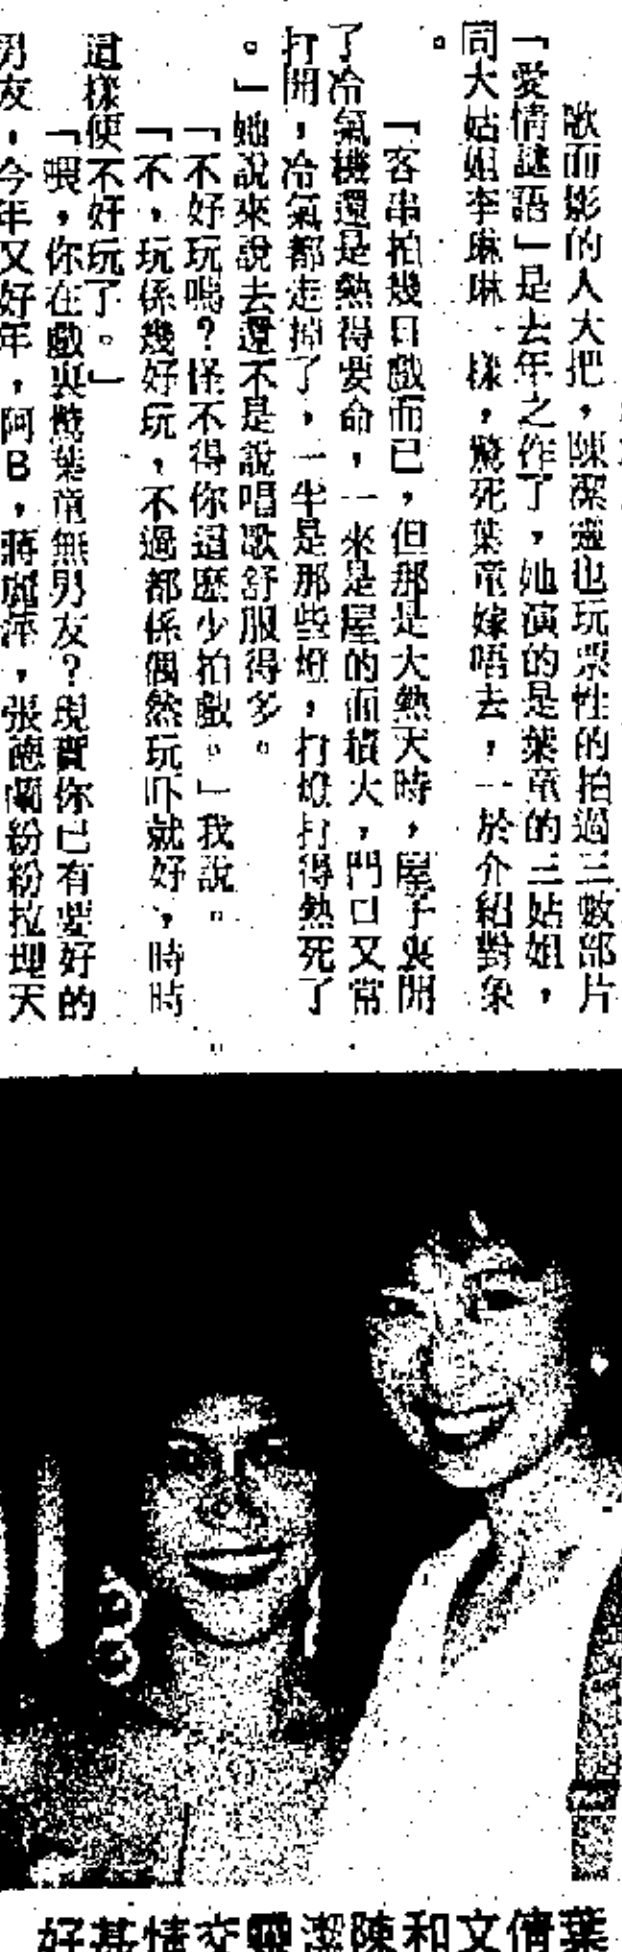 歌而影的人大把，陳潔靈也玩票性的拍過三數部片
「愛情謎語」是去年之作了，她演的是葉童的三姑姐，
同大姑姐李琳琳一樣，驚死葉童嫁唔去，一於介紹對象
。
「客串拍幾日戲而已，但那是大熱天時，屋子裏開
了冷氣機還是熱得要命，一來是屋的面積大，門口又常
打開，冷氣都走掉了，一半是那些燈，打燈打得熱死了
。」她說來說去還不是說唱歌舒服得多。
「不好玩嗎？怪不得你這麽少拍戲。」我說。
「不，玩係幾好玩，不過都係偶然玩吓就好，時時
這樣便不好玩了。」
「喂，你在戲裏驚葉童無男友？現實你已有要好的
男友，今年又好年，阿B，蔣麗萍，張德蘭紛紛拉埋天
葉倩文和陳潔靈交情甚好